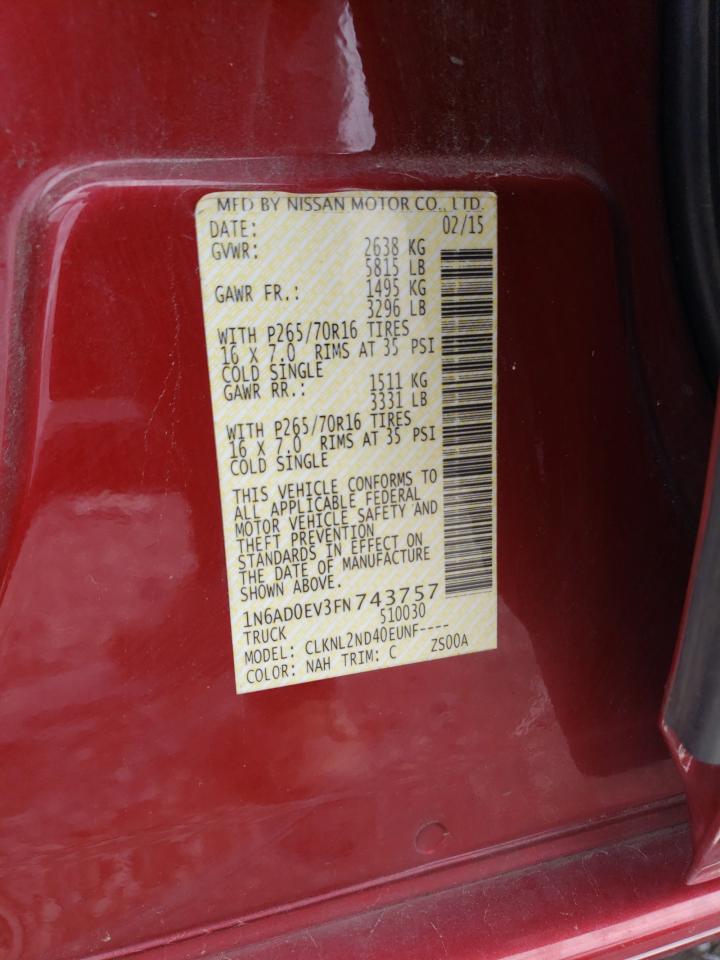 MFD BY NISSAN MOTOR CO., LTD.
DATE: 02/15
GVWR: 2638 KG
5815 LB
GAWR FR.: 1495 KG
3296 LB
WITH P265/70R16 TIRES
16 X 7.0 RIMS AT 35 PSI
COLD SINGLE
GAWR RR.: 1511 KG
3331 LB
WITH P265/70R16 TIRES
16 X 7.0 RIMS AT 35 PSI
COLD SINGLE
THIS VEHICLE CONFORMS TO
ALL APPLICABLE FEDERAL
MOTOR VEHICLE SAFETY AND
THEFT PREVENTION
STANDARDS IN EFFECT ON
THE DATE OF MANUFACTURE
SHOWN ABOVE.
1N6AD0EV3FN743757
TRUCK 510030
MODEL: CLKNL2ND40EUNF----
COLOR: NAH TRIM: C ZS00A